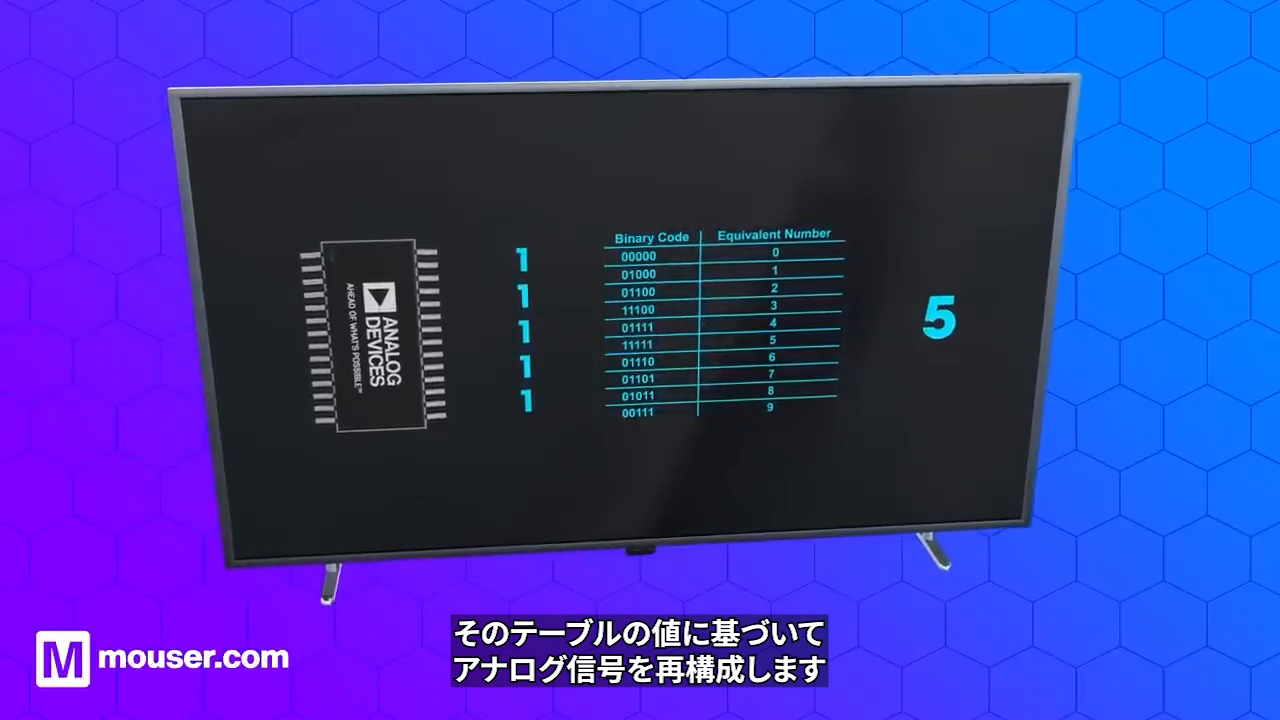 Binary Code Equivalent Number
00000 0
01000 1
01100 2
11100 3
01111 4
11111 5
01110 6
01101 7
01011 8
00111 9
1
1
1
1
1
5
ANALOG
DEVICES
AHEAD OF WHAT'S POSSIBLE™
M mouser.com
そのテーブルの値に基づいて
アナログ信号を再構成します